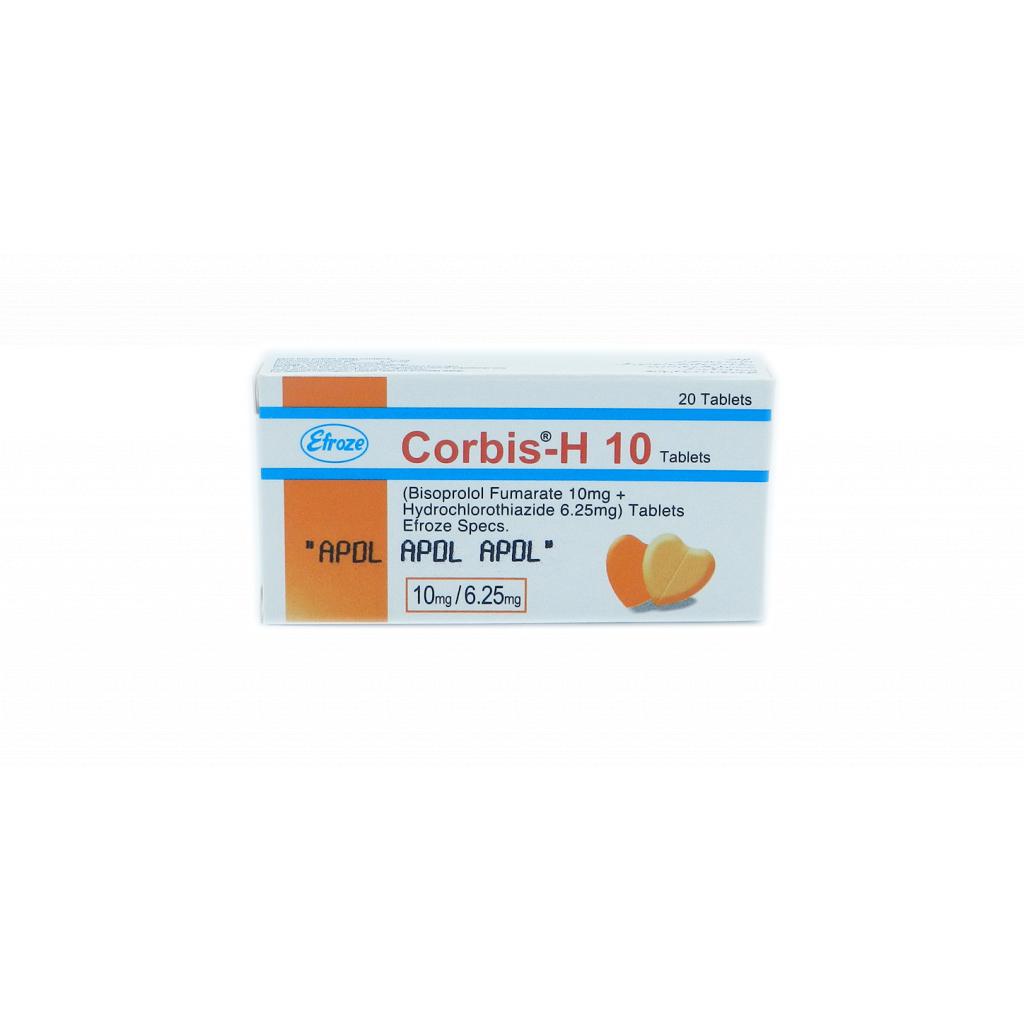 20 Tablets
Efroze
Corbis®-H 10 Tablets
(Bisoprolol Fumarate 10mg +
Hydrochlorothiazide 6.25mg) Tablets
Efroze Specs.
"APDL APDL APDL"
10mg/6.25mg